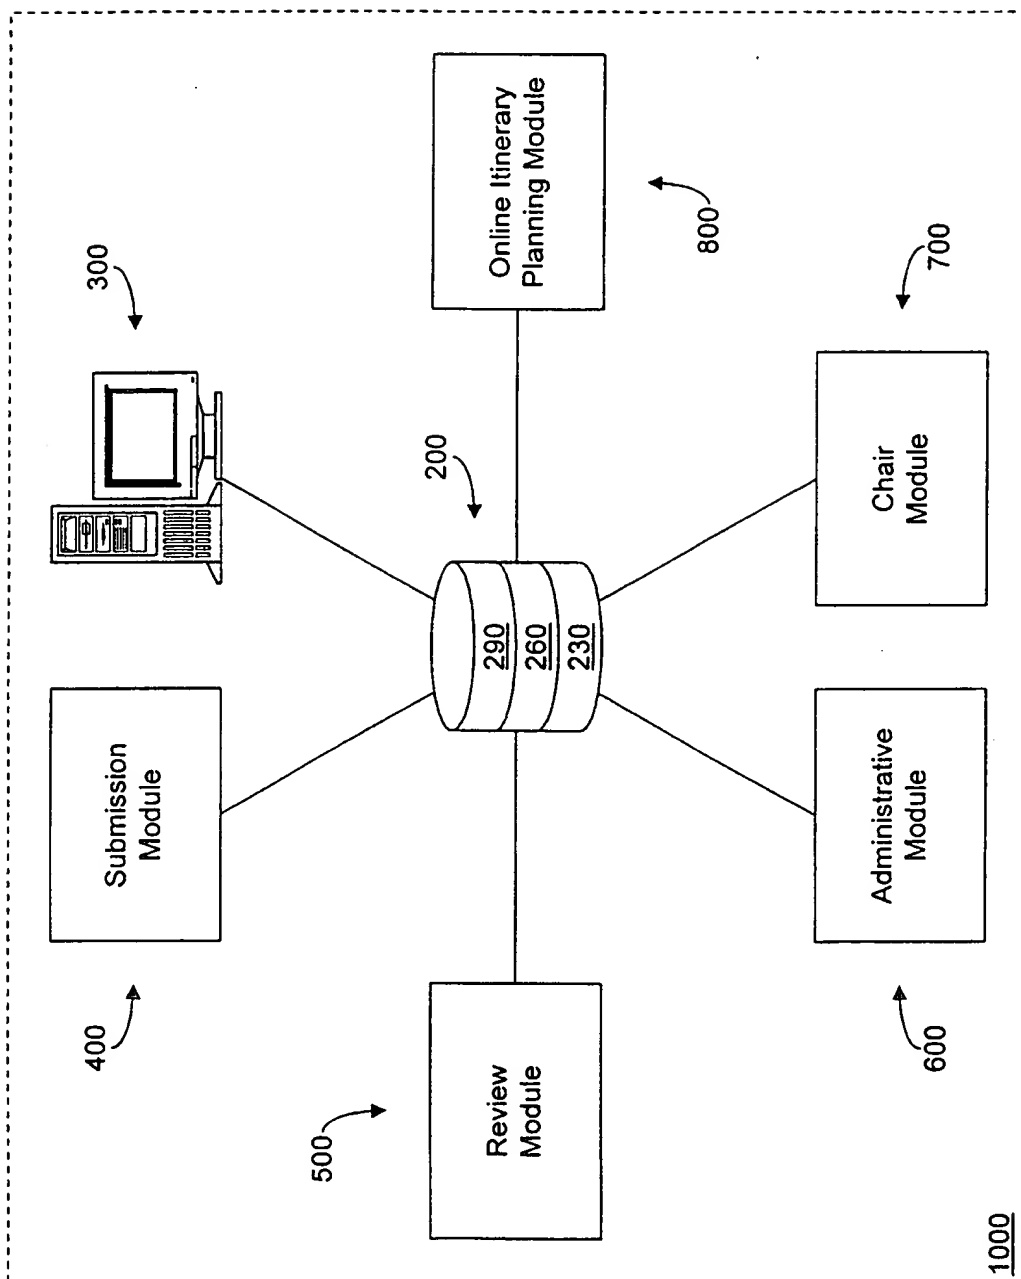 400
Submission
Module
300
500
Review
Module
200
290
260
230
Online Itinerary
Planning Module
800
600
Administrative
Module
Chair
Module
700
1000